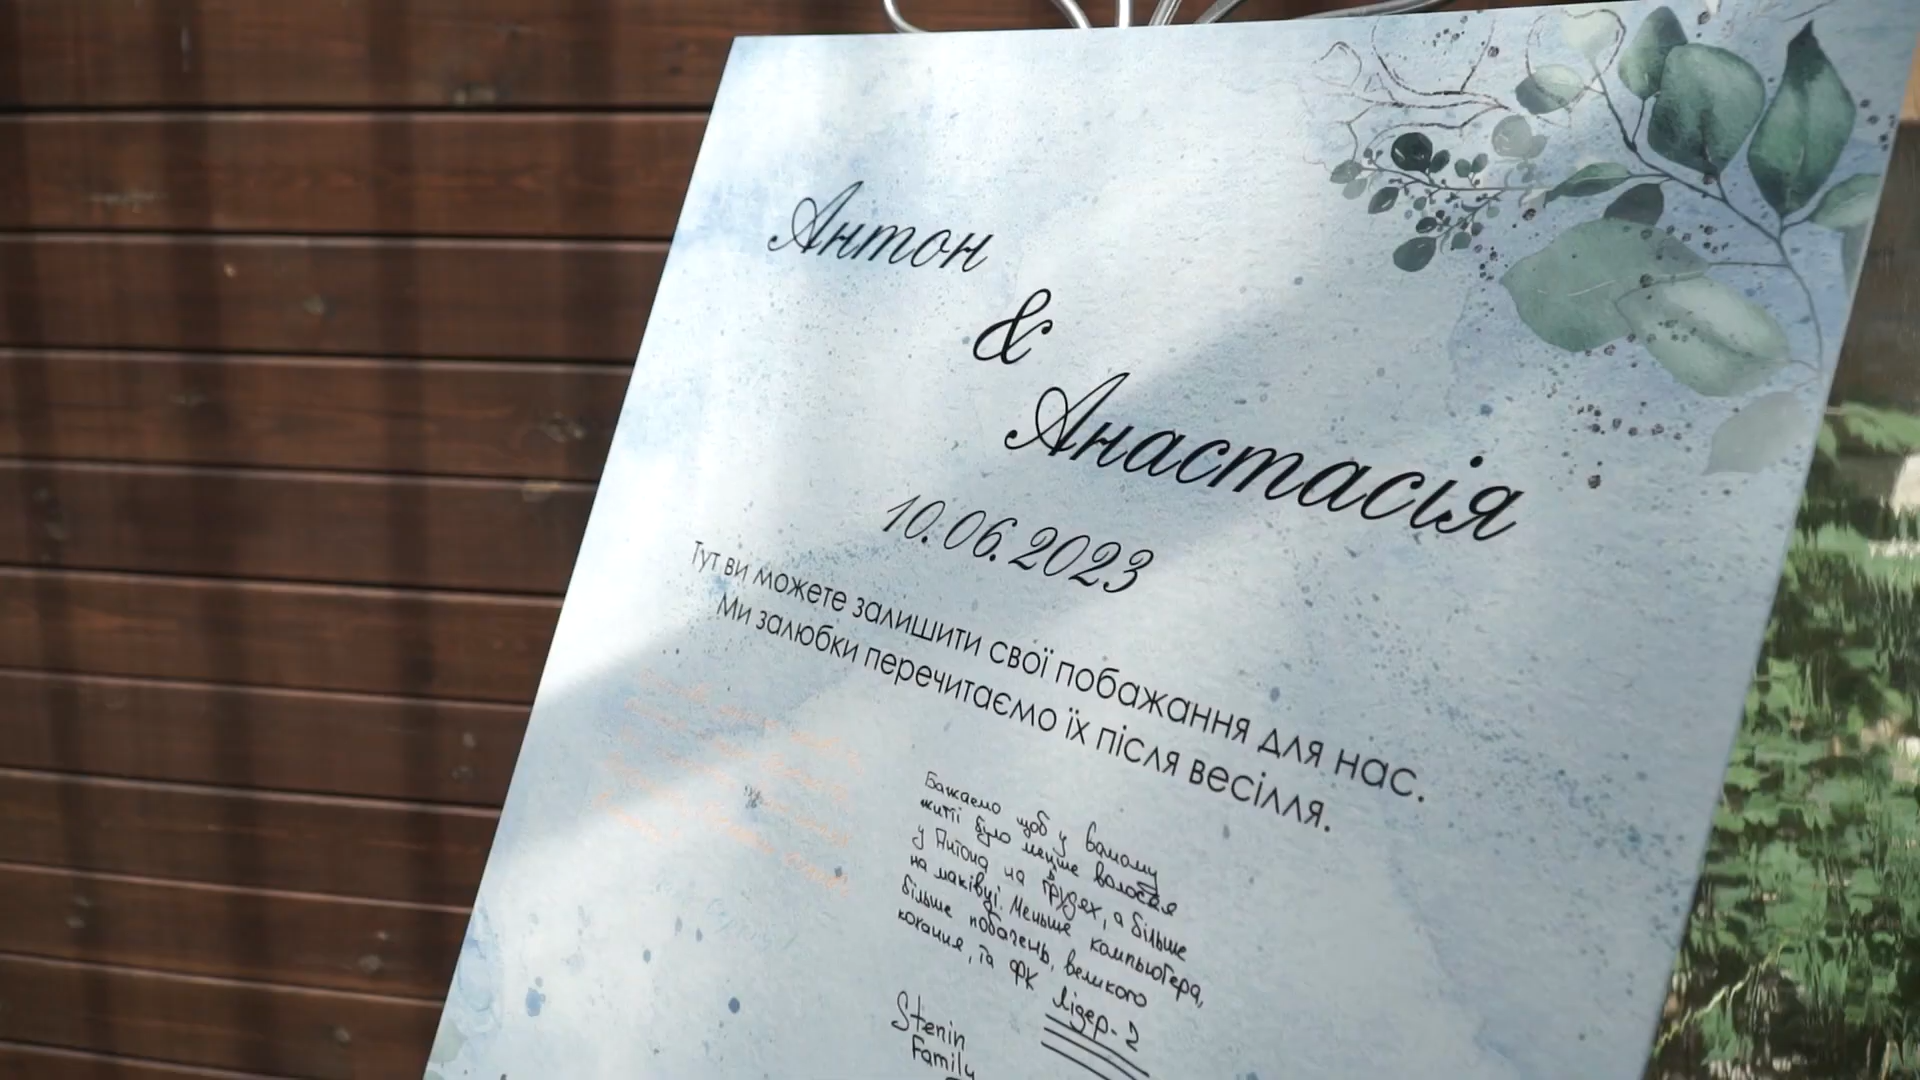 Антон
&
Анастасія
10.06.2023
Тут ви можете залишити свої побажання для нас.
Ми залюбки перечитаємо їх після весілля.
Бажаємо щоб у вашому
житті було менше волосся
у Антона на грудях, а більше
на маківці. Меньше компьютера,
більше побачень, великого
кохання, та ФК Лідер-2
Stenin
Family